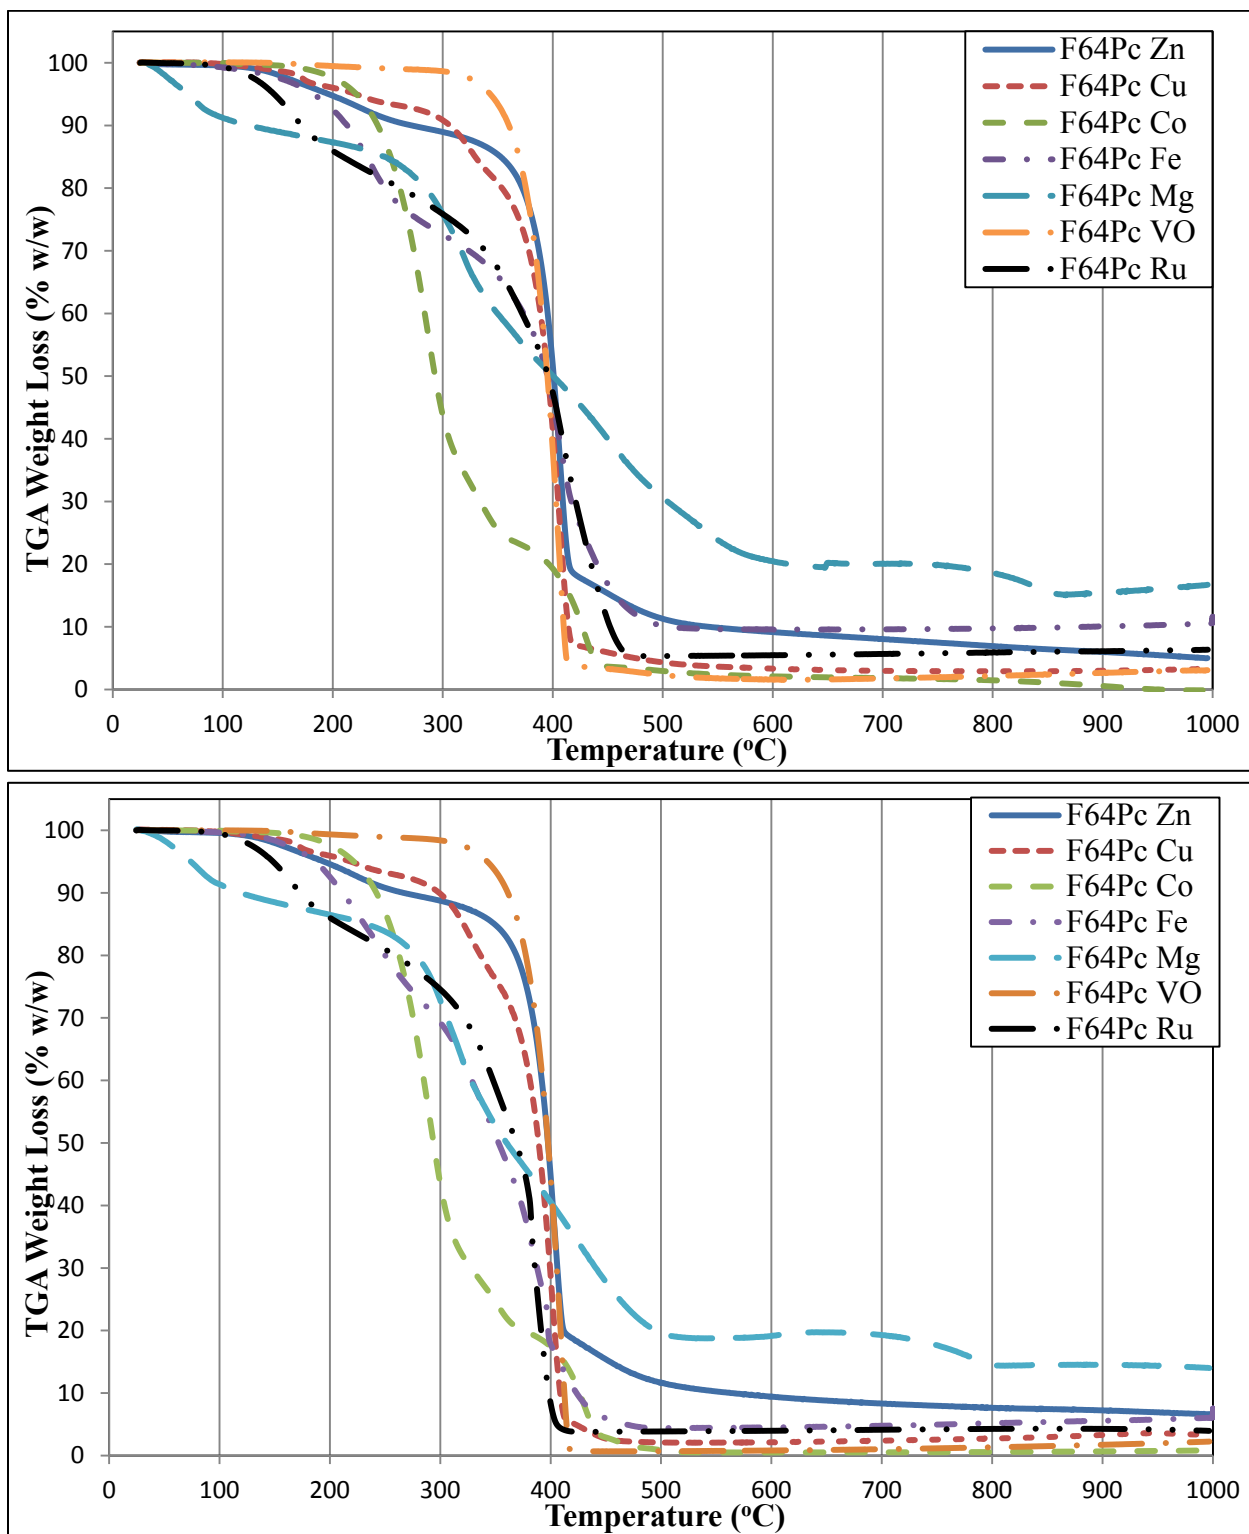 TGA Weight Loss (% w/w)
100
90
80
70
60
50
40
30
20
10
0
F64Pc Zn
F64Pc Cu
F64Pc Co
F64Pc Fe
F64Pc Mg
F64Pc VO
F64Pc Ru
0 100 200 300 400 500 600 700 800 900 1000
Temperature (°C)
TGA Weight Loss (% w/w)
100
90
80
70
60
50
40
30
20
10
0
F64Pc Zn
F64Pc Cu
F64Pc Co
F64Pc Fe
F64Pc Mg
F64Pc VO
F64Pc Ru
0 100 200 300 400 500 600 700 800 900 1000
Temperature (°C)